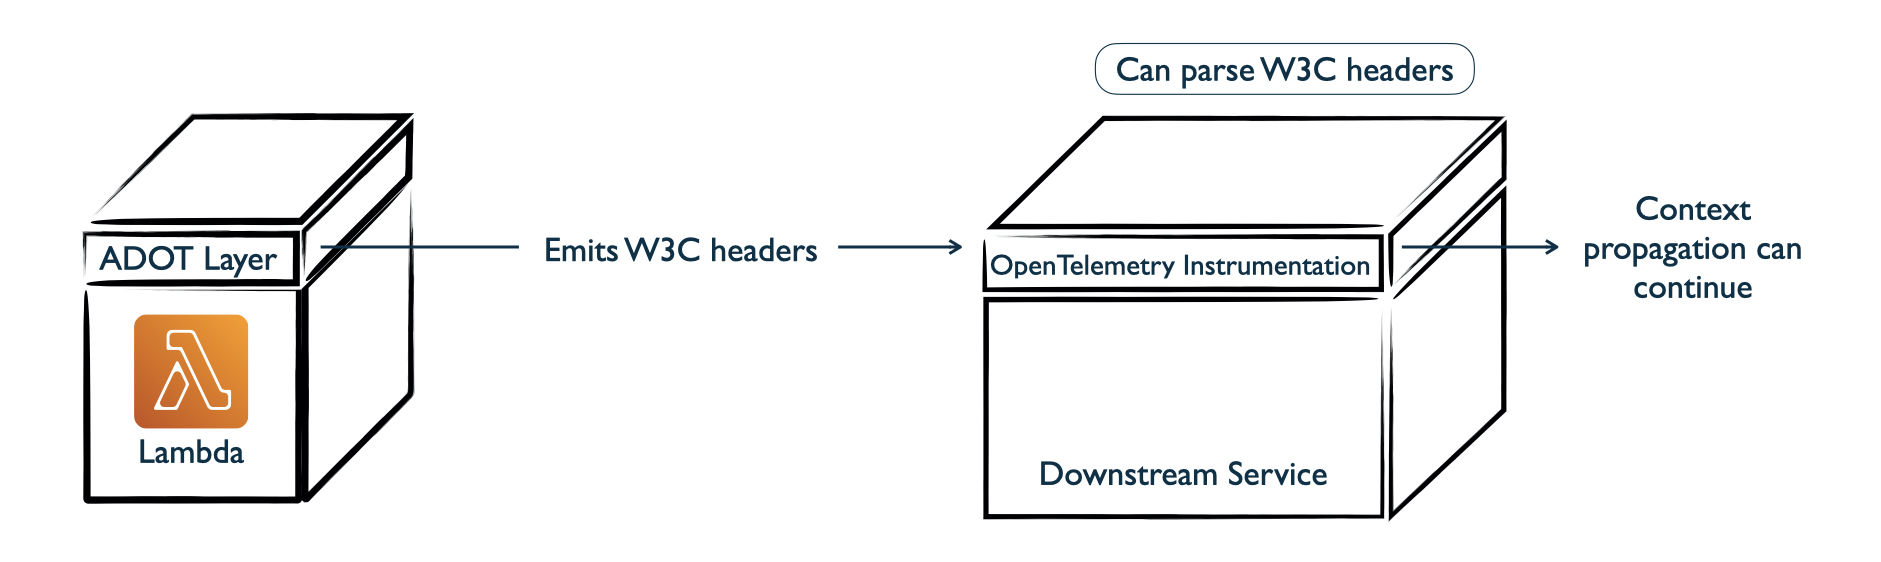 Can parse W3C headers
ADOT Layer
Emits W3C headers
OpenTelemetry Instrumentation
Context
propagation can
continue
Lambda
Downstream Service